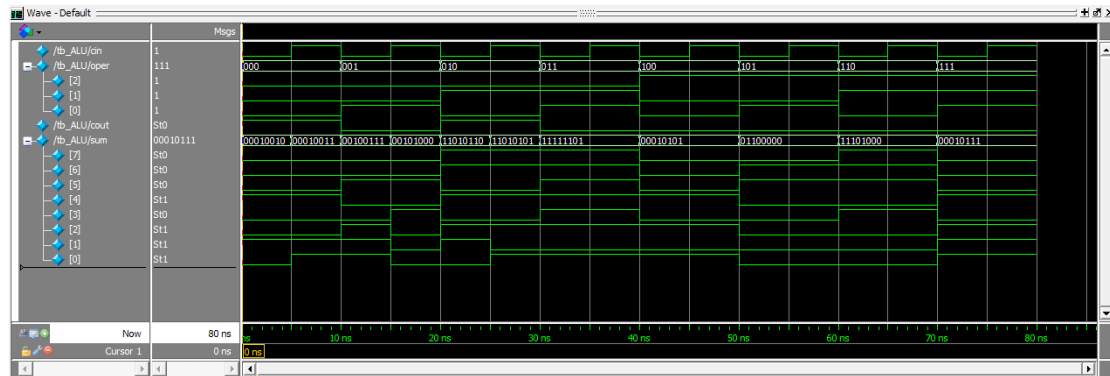 Wave - Default
Msgs
/tb_ALU/cin 1
/tb_ALU/oper 111 000 001 010 011 100 101 110 111
[2] 1
[1] 1
[0] 1
/tb_ALU/cout St0
/tb_ALU/sum 00010111 00010010 00010011 00100111 00101000 11010110 11010101 11111101 00010101 01100000 11101000 00010111
[7] St0
[6] St0
[5] St0
[4] St1
[3] St0
[2] St1
[1] St1
[0] St1
Now 80 ns ns 10 ns 20 ns 30 ns 40 ns 50 ns 60 ns 70 ns 80 ns
Cursor 1 0 ns 0 ns